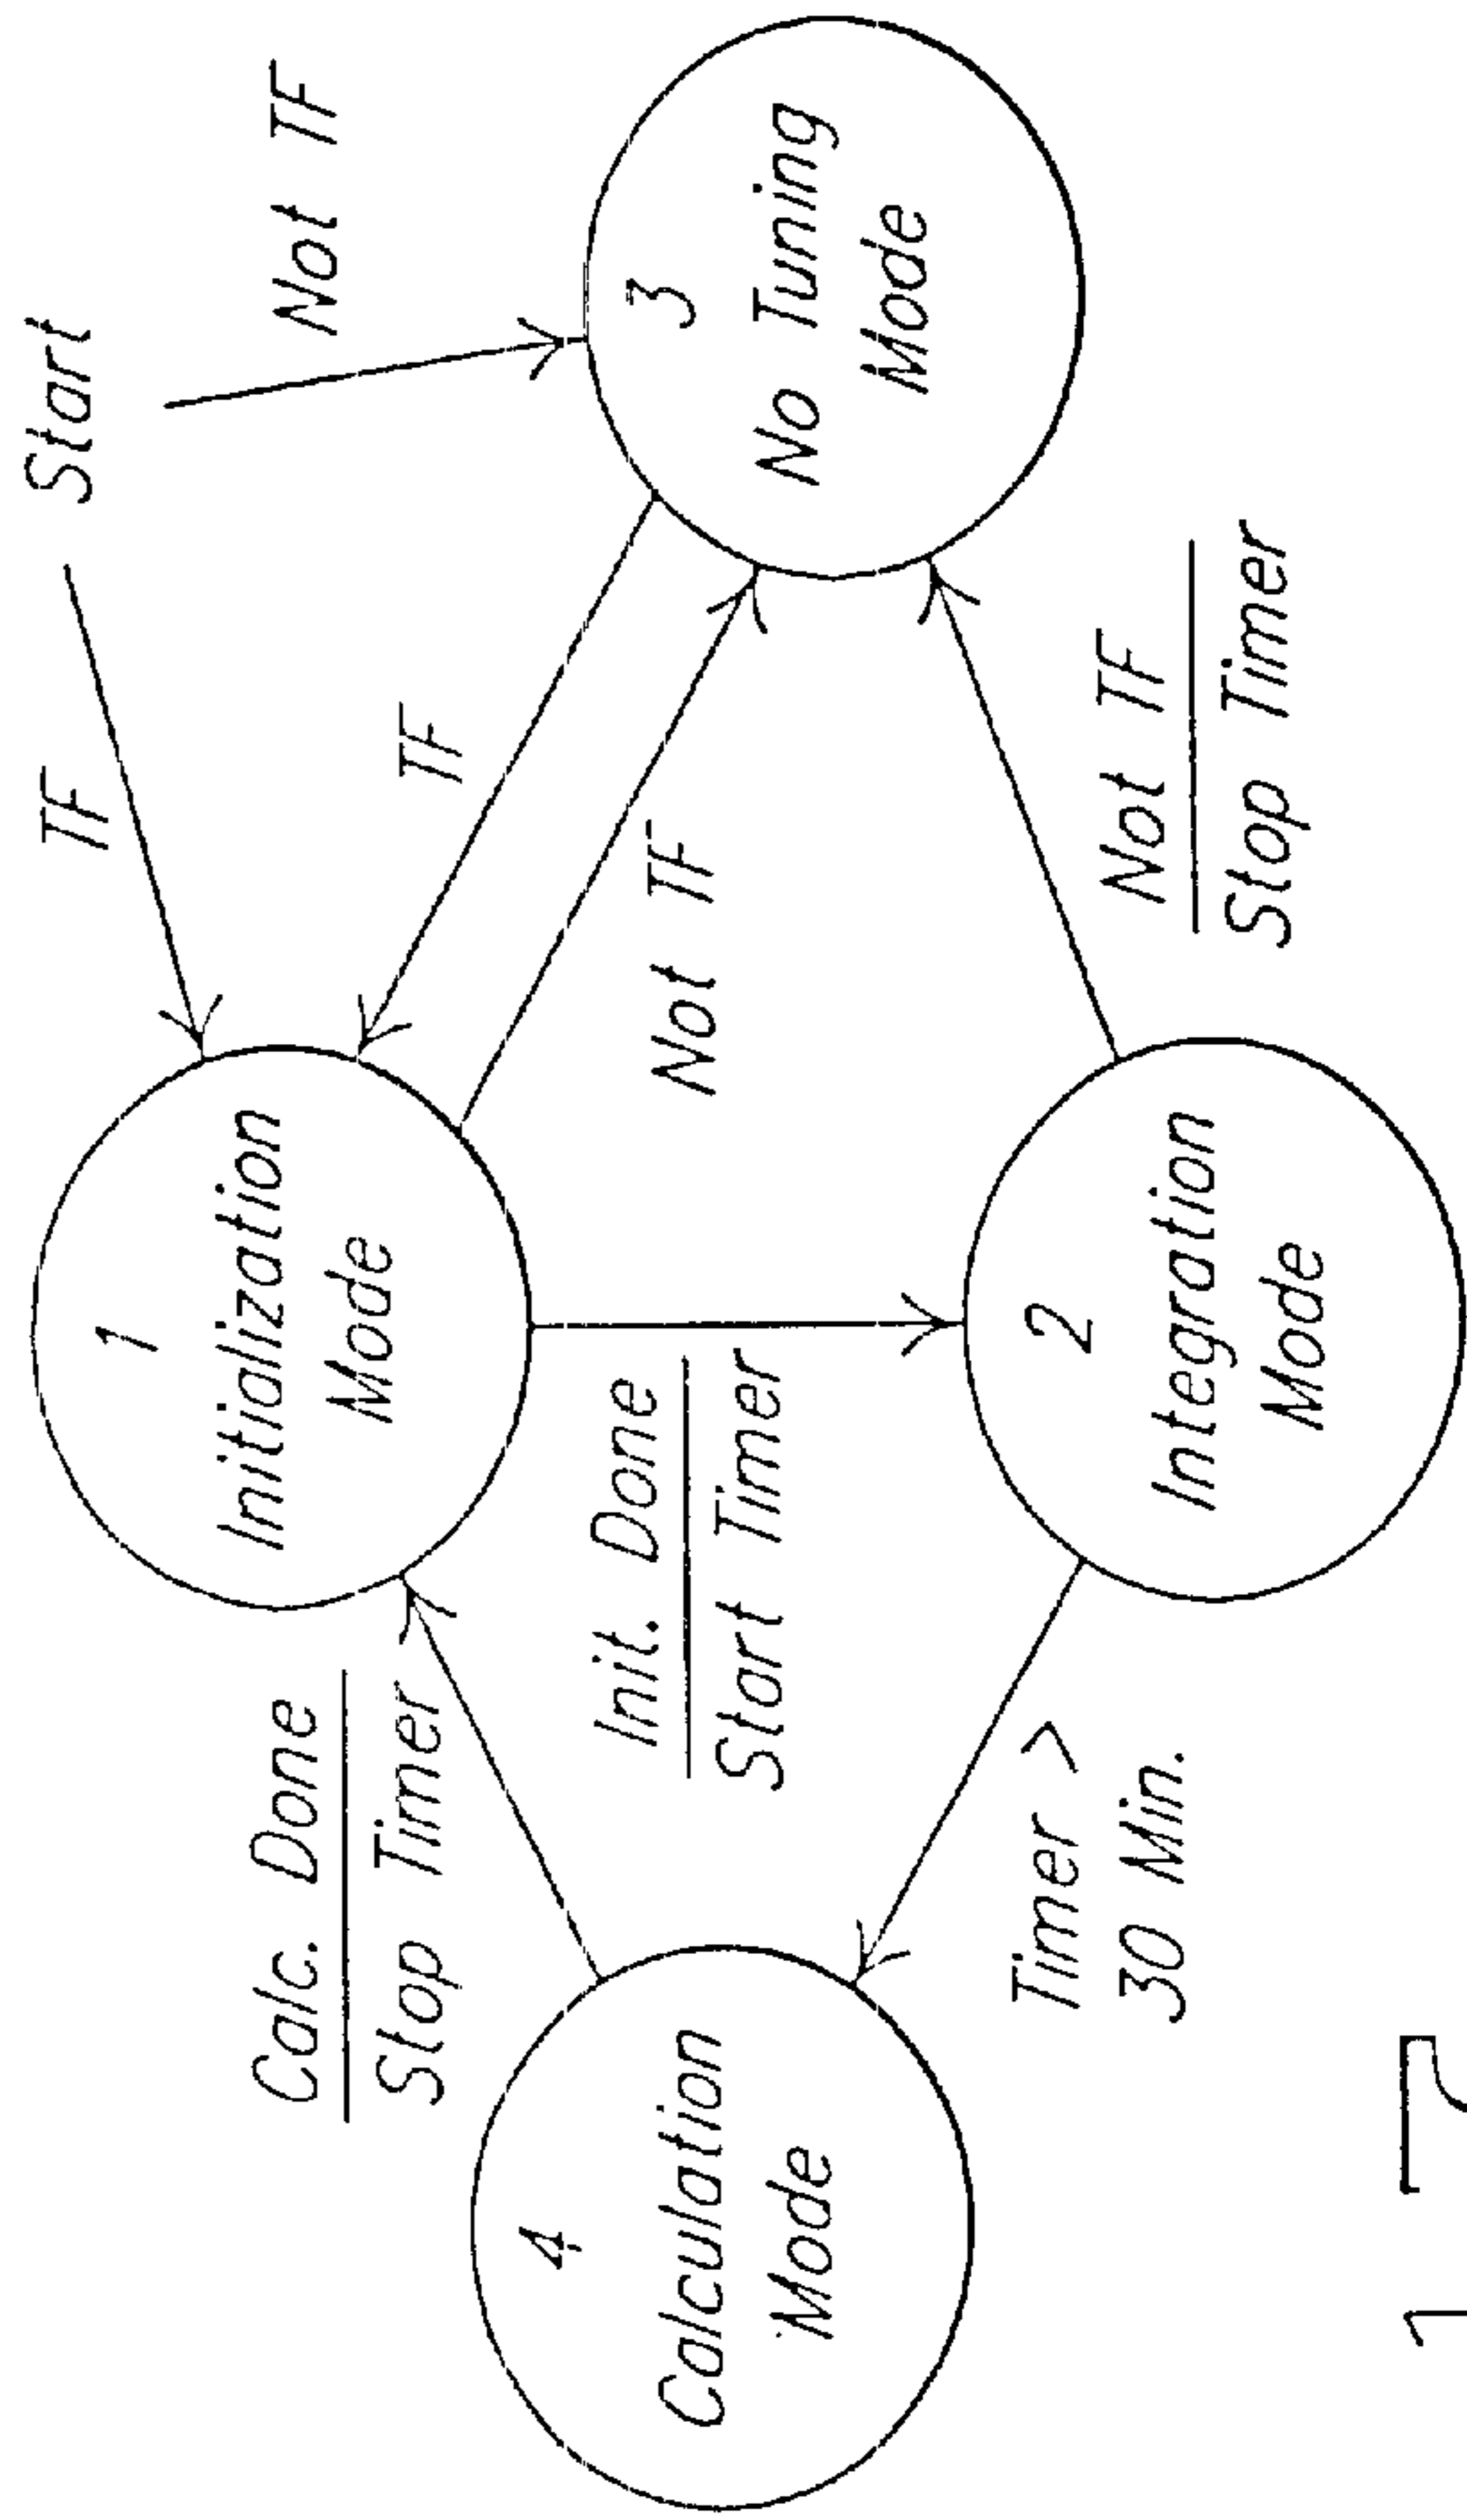 Start
TF
Not TF
1
Initialization
Mode
TF
Not TF
3
No Tuning
Mode
Calc. Done
Stop Timer
Init. Done
Start Timer
4
Calculation
Mode
2
Integration
Mode
Not TF
Stop Timer
Timer >
30 Min.